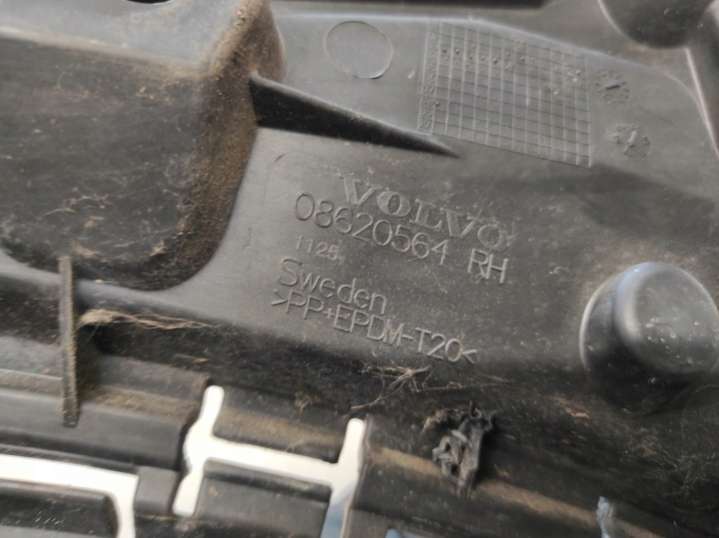 VOLVO
08620564 RH
1125
Sweden
>PP+EPDM-T20<